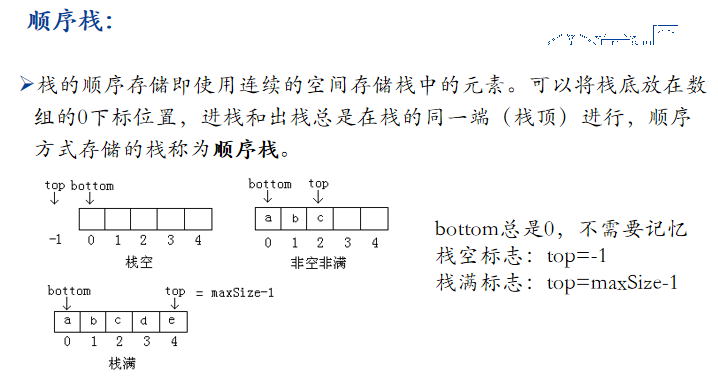 顺序栈：
➢栈的顺序存储即使用连续的空间存储栈中的元素。可以将栈底放在数
组的0下标位置，进栈和出栈总是在栈的同一端（栈顶）进行，顺序
方式存储的栈称为顺序栈。
top bottom
-1 0 1 2 3 4
栈空
bottom top
a b c
0 1 2 3 4
非空非满
bottom top = maxSize-1
a b c d e
0 1 2 3 4
栈满
bottom总是0，不需要记忆
栈空标志：top=-1
栈满标志：top=maxSize-1